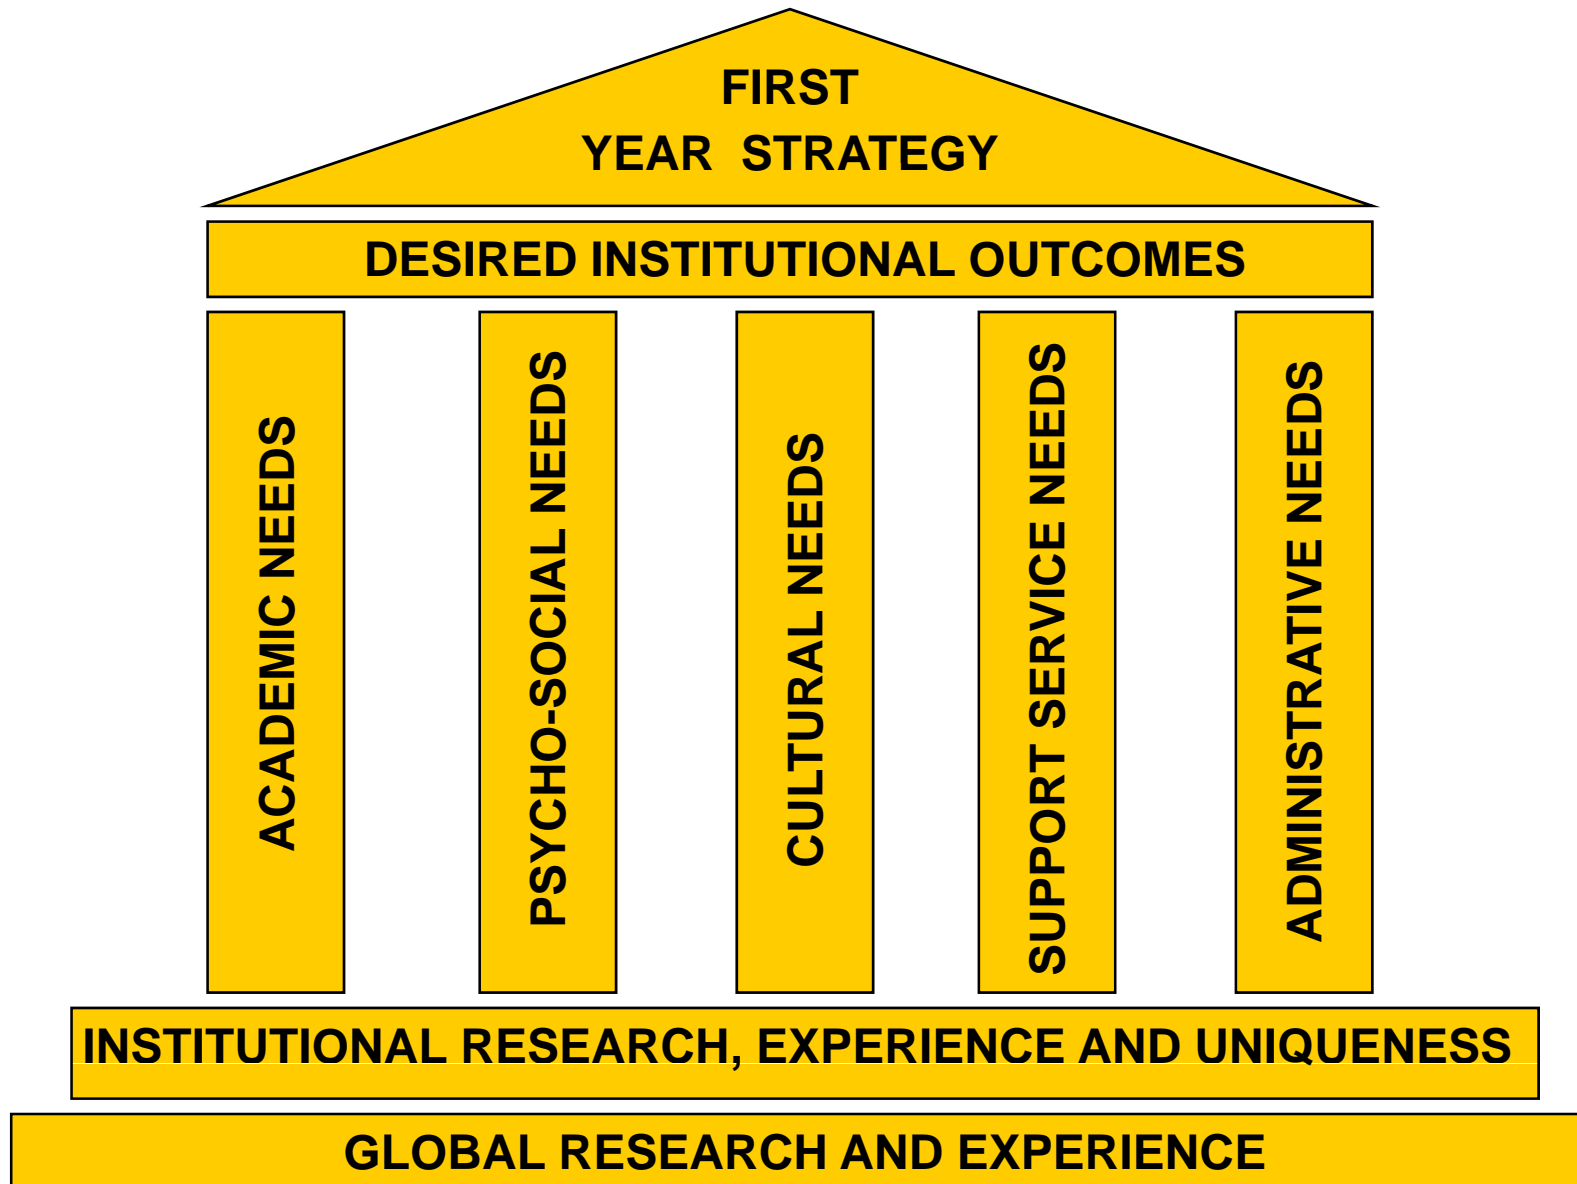 FIRST
YEAR STRATEGY
DESIRED INSTITUTIONAL OUTCOMES
ACADEMIC NEEDS
PSYCHO-SOCIAL NEEDS
CULTURAL NEEDS
SUPPORT SERVICE NEEDS
ADMINISTRATIVE NEEDS
INSTITUTIONAL RESEARCH, EXPERIENCE AND UNIQUENESS
GLOBAL RESEARCH AND EXPERIENCE